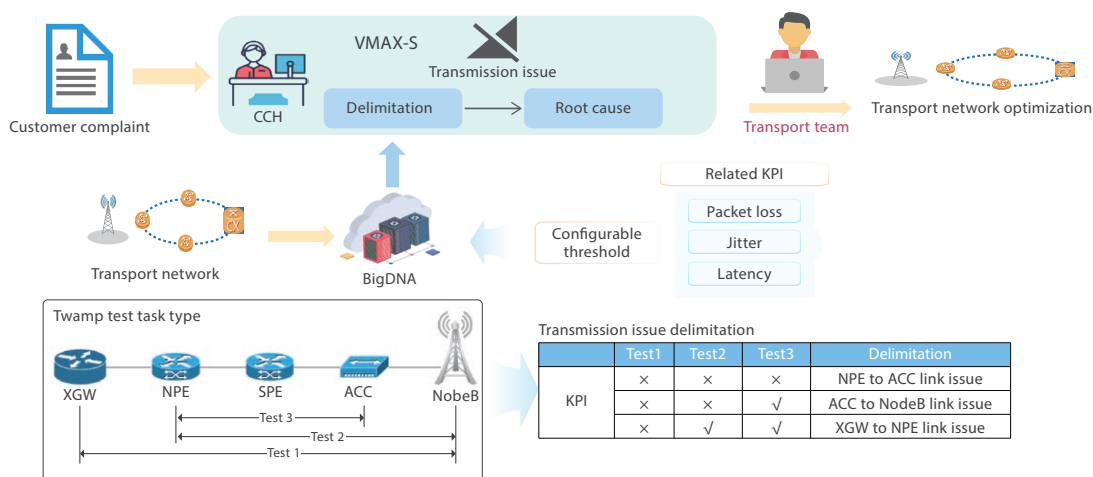 VMAX-S
Transmission issue
CCH
Delimitation
Root cause
Customer complaint
Transport team
Transport network optimization
Related KPI
Packet loss
Jitter
Latency
Configurable
threshold
CX
Transport network
BigDNA
Twamp test task type
XGW
NPE
SPE
ACC
NodeB
Test 3
Test 2
Test 1
Transmission issue delimitation
Test1 Test2 Test3 Delimitation
KPI
× × × NPE to ACC link issue
× × √ ACC to NodeB link issue
× √ √ XGW to NPE link issue